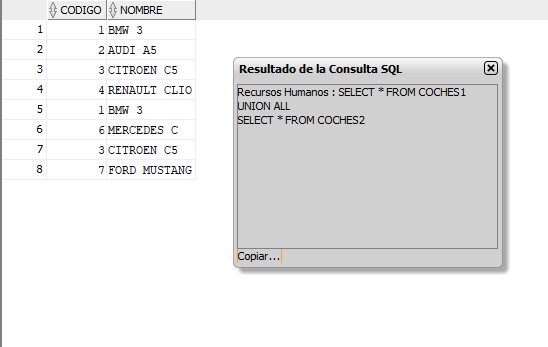 CODIGO NOMBRE
1 1 BMW 3
2 2 AUDI A5
3 3 CITROEN C5
4 4 RENAULT CLIO
5 1 BMW 3
6 6 MERCEDES C
7 3 CITROEN C5
8 7 FORD MUSTANG
Resultado de la Consulta SQL
Recursos Humanos : SELECT * FROM COCHES1
UNION ALL
SELECT * FROM COCHES2
Copiar...